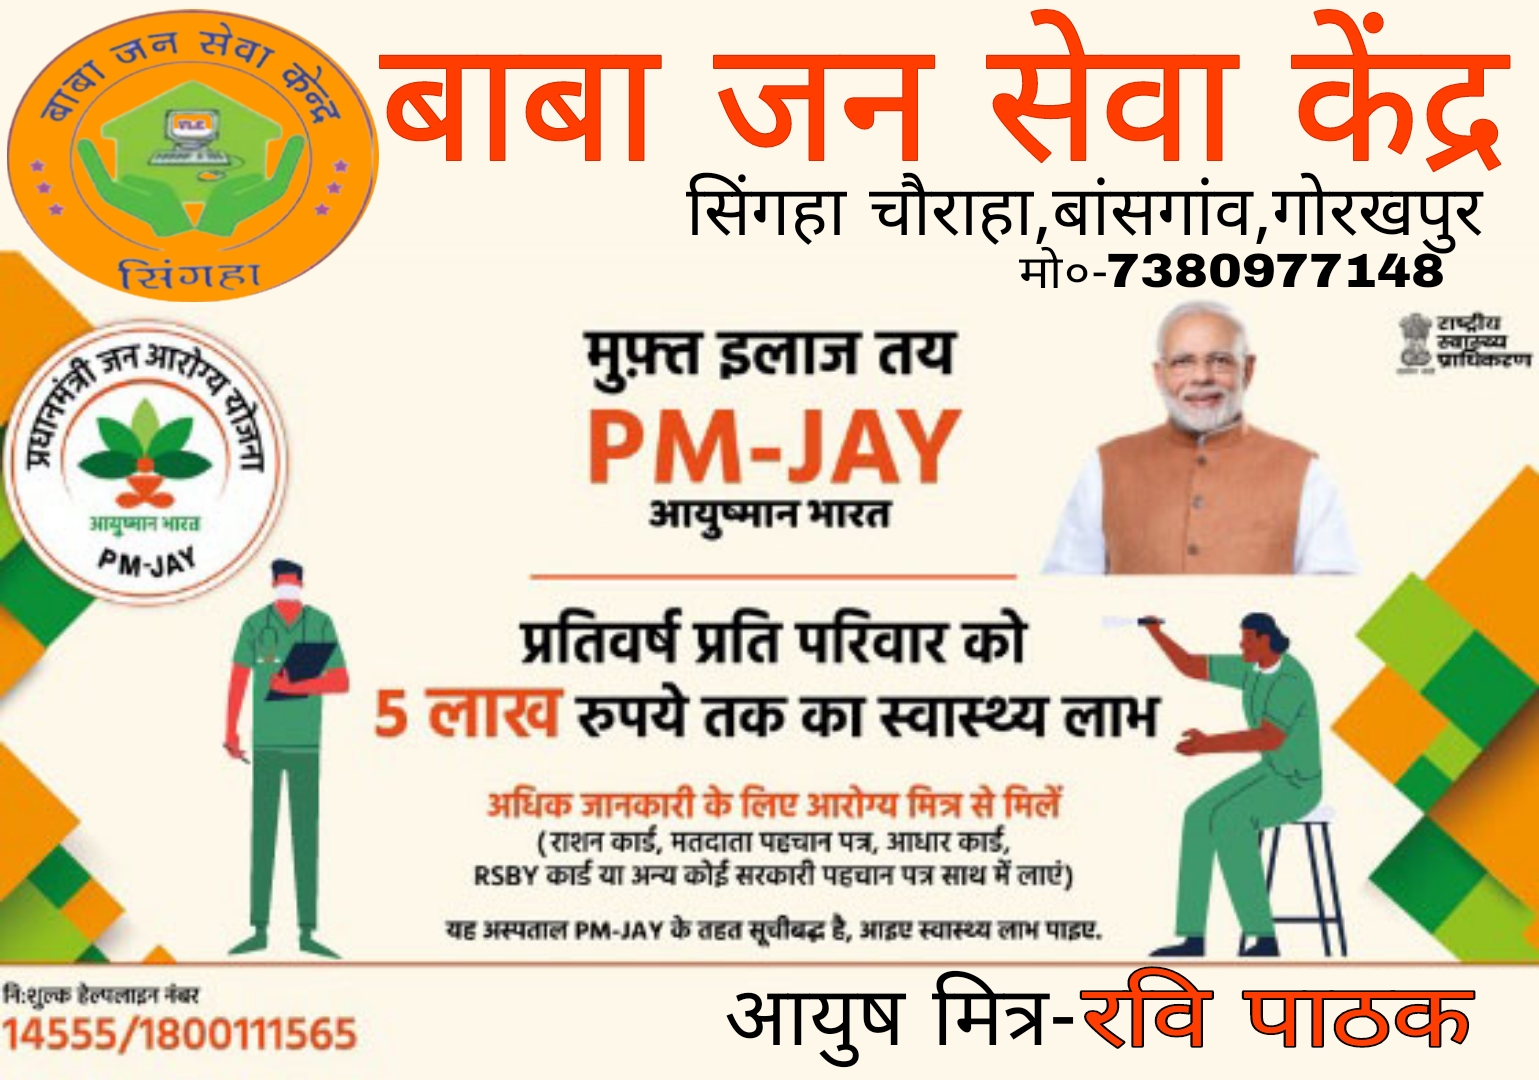 बाबा जन सेवा केन्द्र
VLE
सिंगहा
बाबा जन सेवा केंद्र
सिंगहा चौराहा,बांसगांव,गोरखपुर
मो०-7380977148
प्रधानमंत्री जन आरोग्य योजना
आयुष्मान भारत
PM-JAY
मुफ़्त इलाज तय
PM-JAY
आयुष्मान भारत
राष्ट्रीय
स्वास्थ्य
प्राधिकरण
प्रतिवर्ष प्रति परिवार को
5 लाख रुपये तक का स्वास्थ्य लाभ
अधिक जानकारी के लिए आरोग्य मित्र से मिलें
(राशन कार्ड, मतदाता पहचान पत्र, आधार कार्ड,
RSBY कार्ड या अन्य कोई सरकारी पहचान पत्र साथ में लाएं)
यह अस्पताल PM-JAY के तहत सूचीबद्ध है, आइए स्वास्थ्य लाभ पाइए.
नि:शुल्क हेल्पलाइन नंबर
14555/1800111565
आयुष मित्र-रवि पाठक